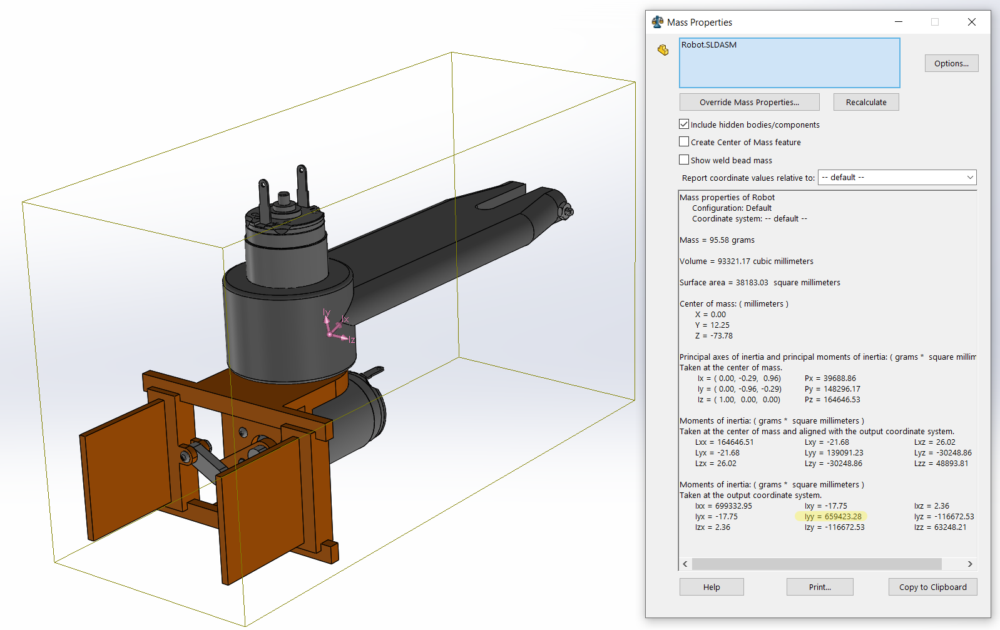 Mass Properties
Robot.SLDASM
Options...
Override Mass Properties...
Recalculate
Include hidden bodies/components
Create Center of Mass feature
Show weld bead mass
Report coordinate values relative to: -- default --
Mass properties of Robot
Configuration: Default
Coordinate system: -- default --
Mass = 95.58 grams
Volume = 93321.17 cubic millimeters
Surface area = 38183.03 square millimeters
Center of mass: ( millimeters )
X = 0.00
Y = 12.25
Z = -73.78
Principal axes of inertia and principal moments of inertia: ( grams * square millim
Taken at the center of mass.
Ix = ( 0.00, -0.29, 0.96) Px = 39688.86
Iy = ( 0.00, -0.96, -0.29) Py = 148296.17
Iz = ( 1.00, 0.00, 0.00) Pz = 164646.53
Moments of inertia: ( grams * square millimeters )
Taken at the center of mass and aligned with the output coordinate system.
Lxx = 164646.51 Lxy = -21.68 Lxz = 26.02
Lyx = -21.68 Lyy = 139091.23 Lyz = -30248.86
Lzx = 26.02 Lzy = -30248.86 Lzz = 48893.81
Moments of inertia: ( grams * square millimeters )
Taken at the output coordinate system.
Ixx = 699332.95 Ixy = -17.75 Ixz = 2.36
Iyx = -17.75 Iyy = 659423.28 Iyz = -116672.53
Izx = 2.36 Izy = -116672.53 Izz = 63248.21
Help
Print...
Copy to Clipboard
Iy
Ix
Iz